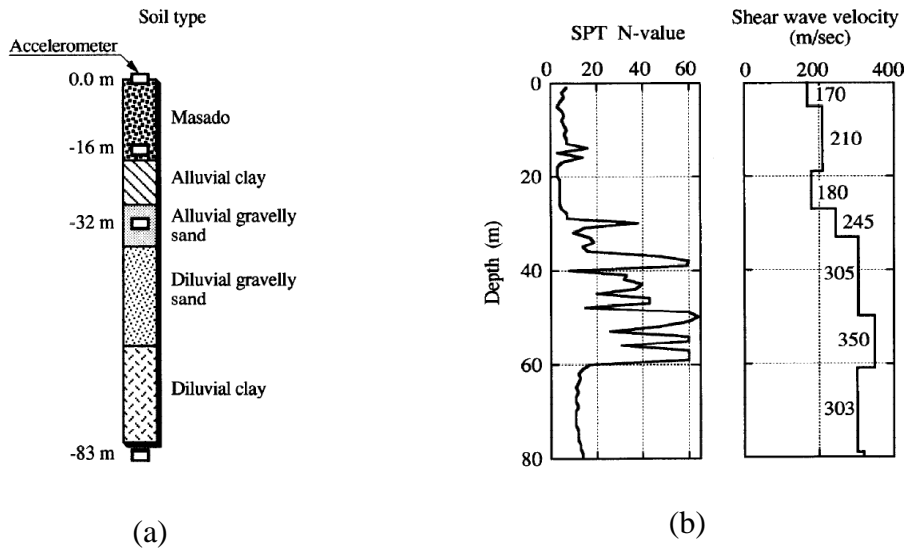 Soil type
Accelerometer
0.0 m
Masado
-16 m
Alluvial clay
-32 m
Alluvial gravelly
sand
Diluvial gravelly
sand
Diluvial clay
-83 m
(a)
SPT N-value
0 20 40 60
Depth (m)
0
20
40
60
80
Shear wave velocity
(m/sec)
0 200 400
170
210
180
245
305
350
303
(b)